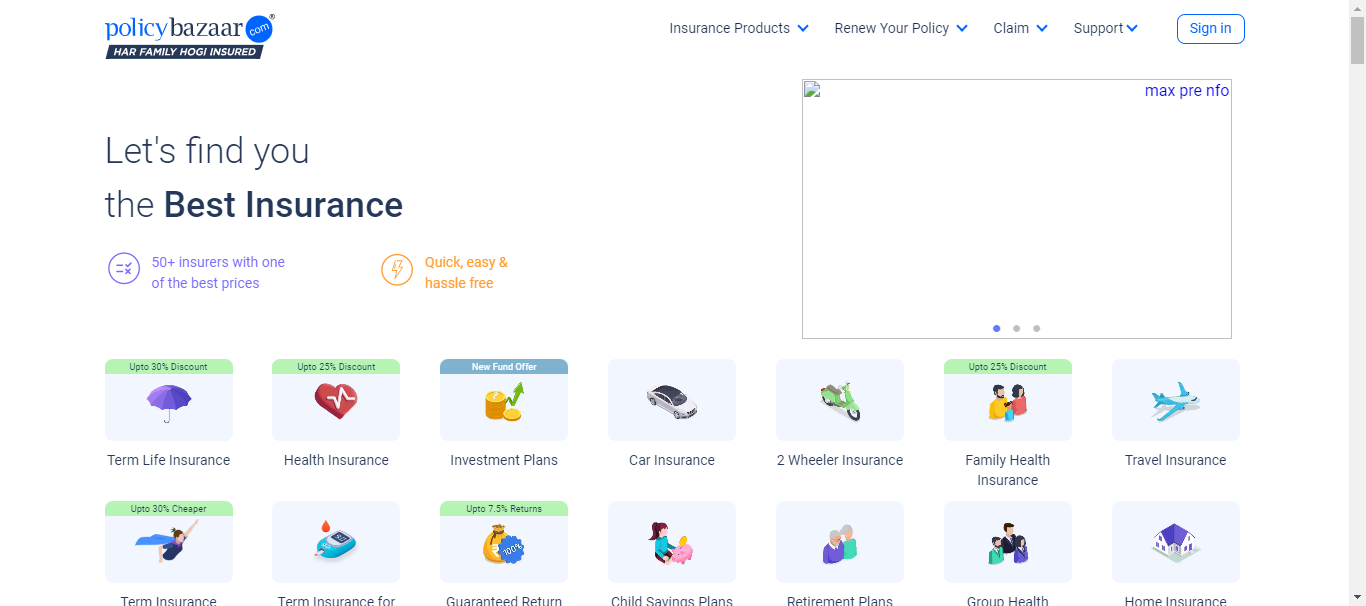 policybazaar.com®
HAR FAMILY HOGI INSURED
Insurance Products
Renew Your Policy
Claim
Support
Sign in
max pre nfo
Let's find you
the Best Insurance
50+ insurers with one
of the best prices
Quick, easy &
hassle free
Upto 30% Discount
Term Life Insurance
Upto 25% Discount
Health Insurance
New Fund Offer
Investment Plans
Car Insurance
2 Wheeler Insurance
Upto 25% Discount
Family Health
Insurance
Travel Insurance
Upto 30% Cheaper
Term Insurance
Term Insurance for
Upto 7.5% Returns
100%
Guaranteed Return
Child Savings Plans
Retirement Plans
Group Health
Home Insurance